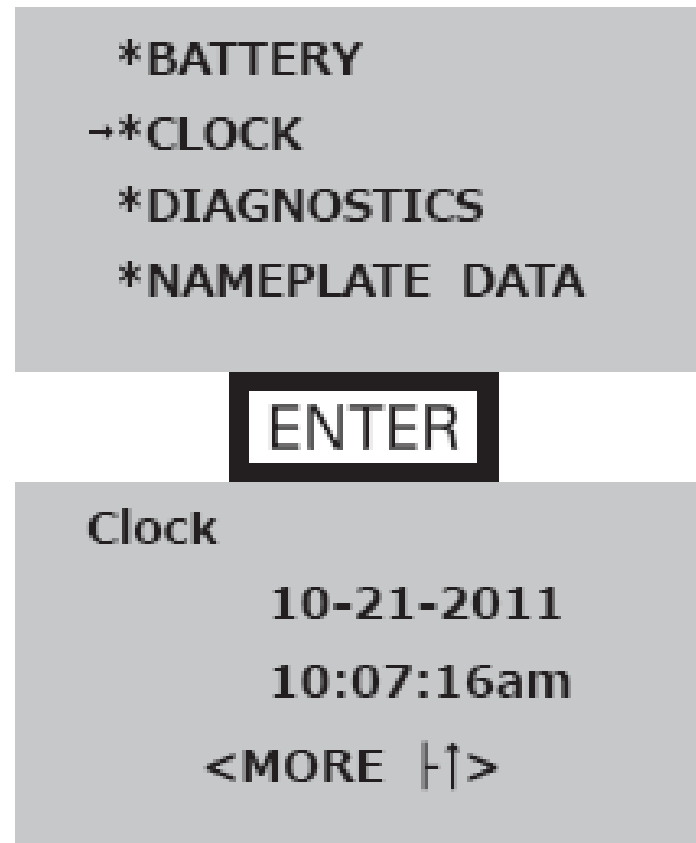 *BATTERY
→*CLOCK
*DIAGNOSTICS
*NAMEPLATE DATA
ENTER
Clock
10-21-2011
10:07:16am
<MORE ├↑>